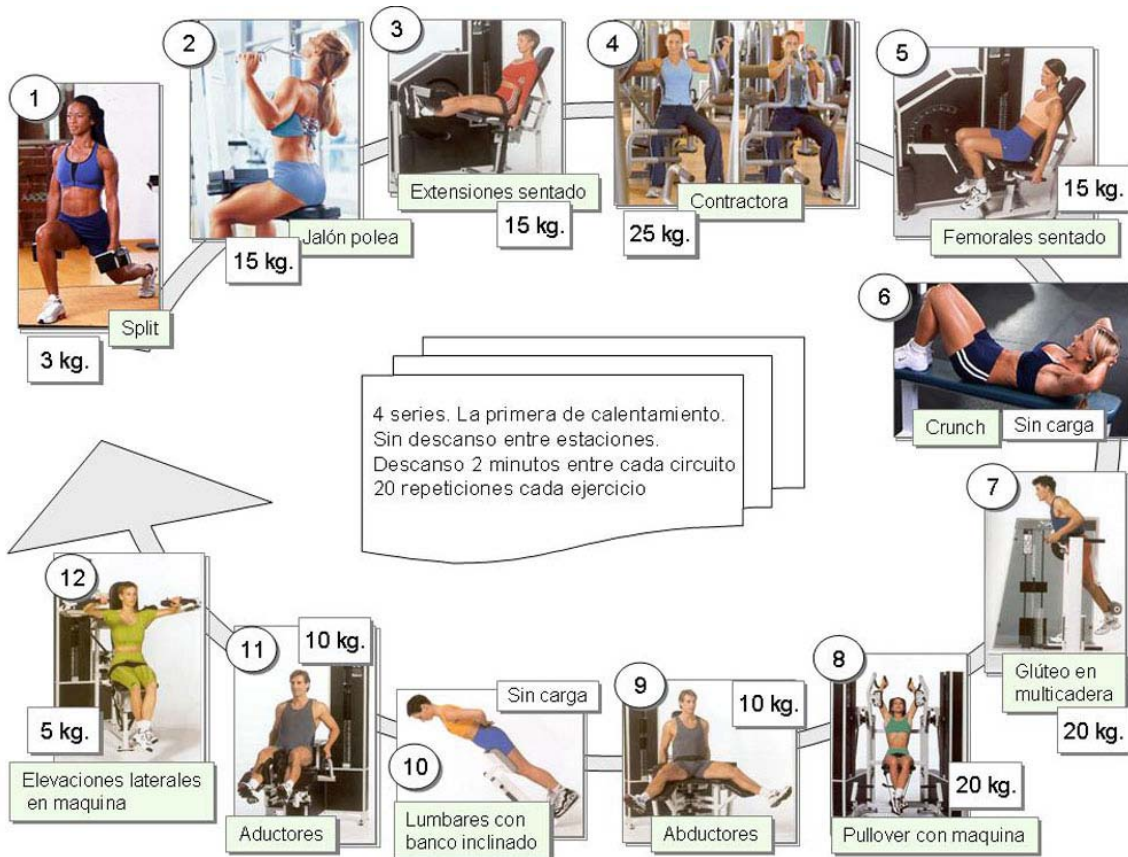 1
Split
3 kg.
2
Jalón polea
15 kg.
3
Extensiones sentado
15 kg.
4
Contractora
25 kg.
5
15 kg.
Femorales sentado
6
Crunch
Sin carga
7
Glúteo en
multicadera
20 kg.
8
20 kg.
Pullover con maquina
9
10 kg.
Abductores
Sin carga
10
Lumbares con
banco inclinado
11
10 kg.
Aductores
12
5 kg.
Elevaciones laterales
en maquina
4 series. La primera de calentamiento.
Sin descanso entre estaciones.
Descanso 2 minutos entre cada circuito
20 repeticiones cada ejercicio